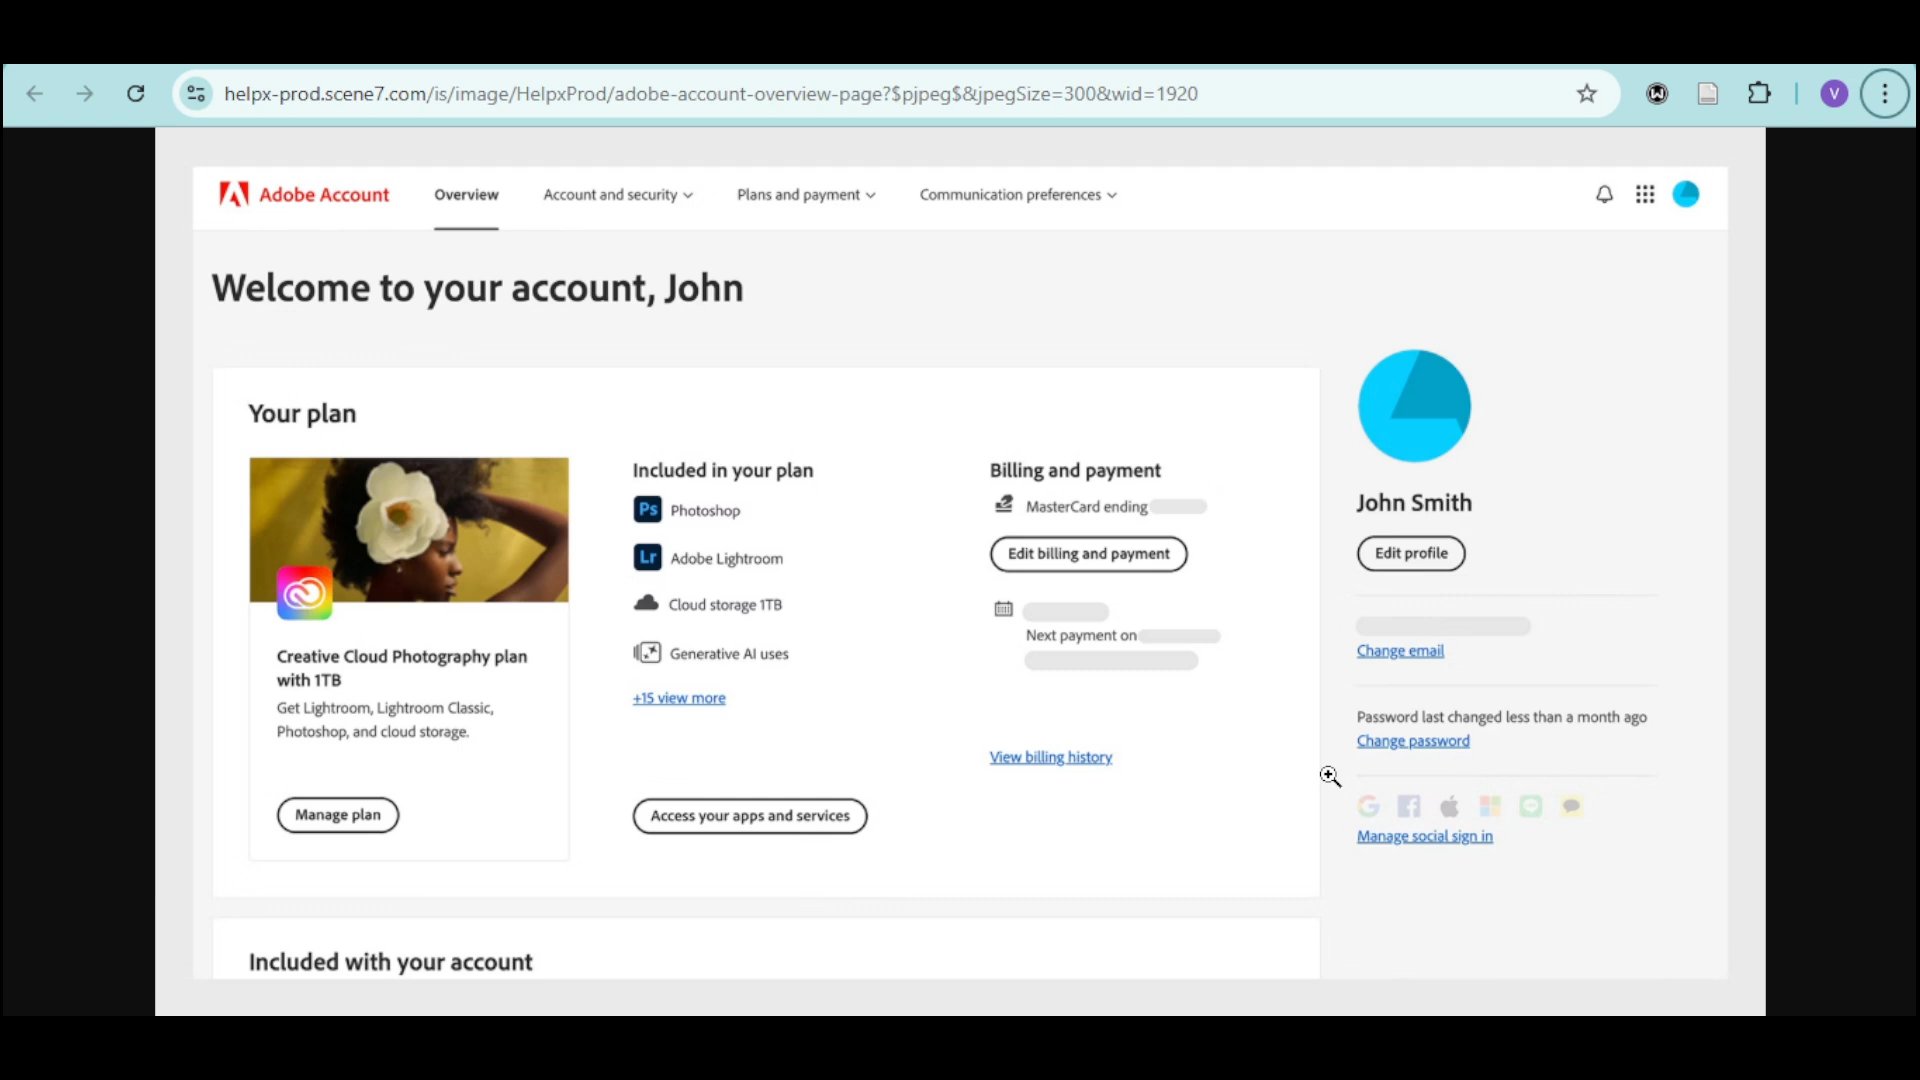 helpx-prod.scene7.com/is/image/HelpxProd/adobe-account-overview-page?$pjpeg$&jpegSize=300&wid=1920
V
Adobe Account
Overview
Account and security
Plans and payment
Communication preferences
Welcome to your account, John
Your plan
Creative Cloud Photography plan
with 1TB
Get Lightroom, Lightroom Classic,
Photoshop, and cloud storage.
Manage plan
Included in your plan
Ps Photoshop
Lr Adobe Lightroom
Cloud storage 1TB
Generative AI uses
+15 view more
Access your apps and services
Billing and payment
MasterCard ending
Edit billing and payment
Next payment on
View billing history
John Smith
Edit profile
Change email
Password last changed less than a month ago
Change password
Manage social sign in
Included with your account